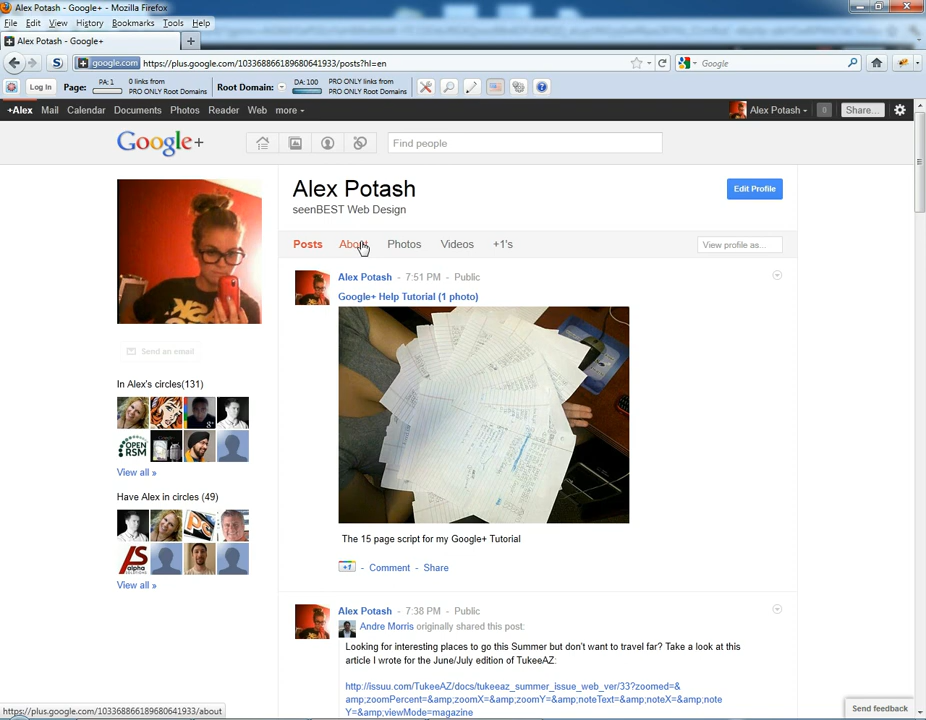 Alex Potash - Google+ - Mozilla Firefox
File Edit View History Bookmarks Tools Help
Alex Potash - Google+ +
S google.com https://plus.google.com/103368866189680641933/posts?hl=en Google
Log In Page: PA: 1 0 links from PRO ONLY Root Domains Root Domain: DA: 100 PRO ONLY links from PRO ONLY Root Domains
+Alex Mail Calendar Documents Photos Reader Web more Alex Potash 0 Share...
Google+ Find people
Alex Potash Edit Profile
seenBEST Web Design
Posts About Photos Videos +1's View profile as...
Alex Potash - 7:51 PM - Public
Google+ Help Tutorial (1 photo)
Send an email
In Alex's circles(131)
OPEN
RSM
View all »
Have Alex in circles (49)
alpha
View all »
The 15 page script for my Google+ Tutorial
+1 - Comment - Share
Alex Potash - 7:38 PM - Public
Andre Morris originally shared this post:
Looking for interesting places to go this Summer but don't want to travel far? Take a look at this
article I wrote for the June/July edition of TukeeAZ:
http://issuu.com/TukeeAZ/docs/tukeeaz_summer_issue_web_ver/33?zoomed=&
amp;zoomPercent=&amp;zoomX=&amp;zoomY=&amp;noteText=&amp;noteX=&amp;note
Y=&amp;viewMode=magazine
https://plus.google.com/103368866189680641933/about
Send feedback